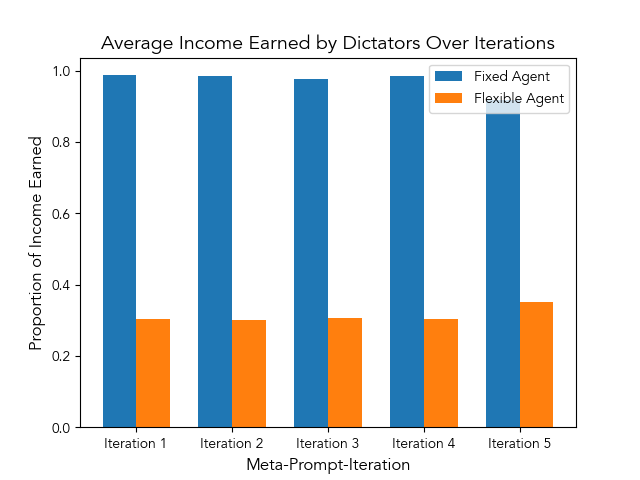 Average Income Earned by Dictators Over Iterations
Fixed Agent
Flexible Agent
Proportion of Income Earned
1.0
0.8
0.6
0.4
0.2
0.0
Iteration 1 Iteration 2 Iteration 3 Iteration 4 Iteration 5
Meta-Prompt-Iteration